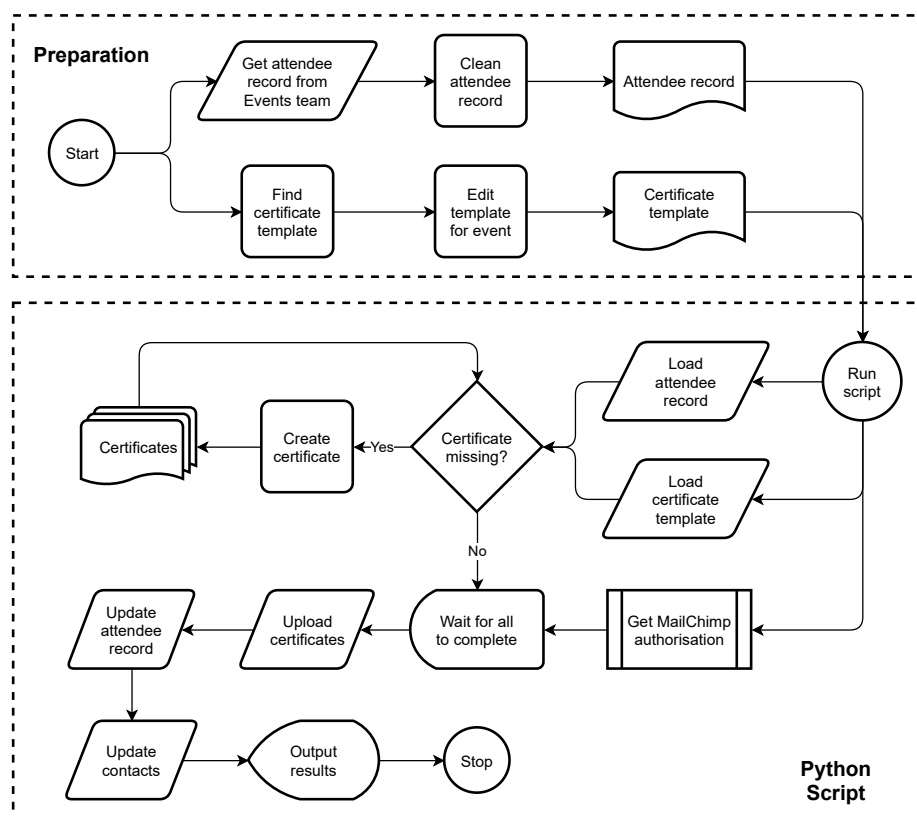 Preparation
Get attendee
record from
Events team
Clean
attendee
record
Attendee record
Start
Find
certificate
template
Edit
template
for event
Certificate
template
Load
attendee
record
Run
script
Certificates
Create
certificate
Yes
Certificate
missing?
Load
certificate
template
No
Update
attendee
record
Upload
certificates
Wait for all
to complete
Get MailChimp
authorisation
Update
contacts
Output
results
Stop
Python
Script